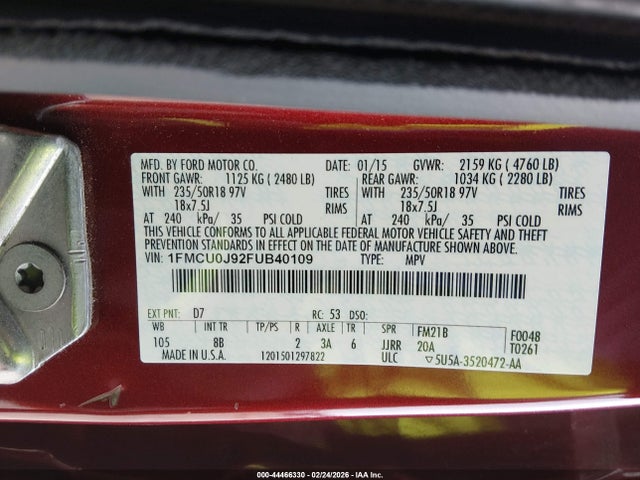 MFD. BY FORD MOTOR CO. DATE: 01/15 GVWR: 2159 KG ( 4760 LB)
FRONT GAWR: 1125 KG ( 2480 LB) REAR GAWR: 1034 KG ( 2280 LB)
WITH 235/50R18 97V TIRES WITH 235/50R18 97V TIRES
18x7.5J RIMS 18x7.5J RIMS
AT 240 kPa/ 35 PSI COLD AT 240 kPa/ 35 PSI COLD
THIS VEHICLE CONFORMS TO ALL APPLICABLE FEDERAL MOTOR VEHICLE SAFETY AND THEFT
PREVENTION STANDARDS IN EFFECT ON THE DATE OF MANUFACTURE SHOWN ABOVE.
VIN: 1FMCU0J92FUB40109 TYPE: MPV
EXT PNT: D7 RC: 53 DSO:
WB INT TR TP/PS R AXLE TR SPR FM21B F0048
105 8B 2 3A 6 JJRR 20A T0261
MADE IN U.S.A. 1201501297822 ULC 5U5A-3520472-AA
000-44466330 - 02/24/2026 - IAA Inc.